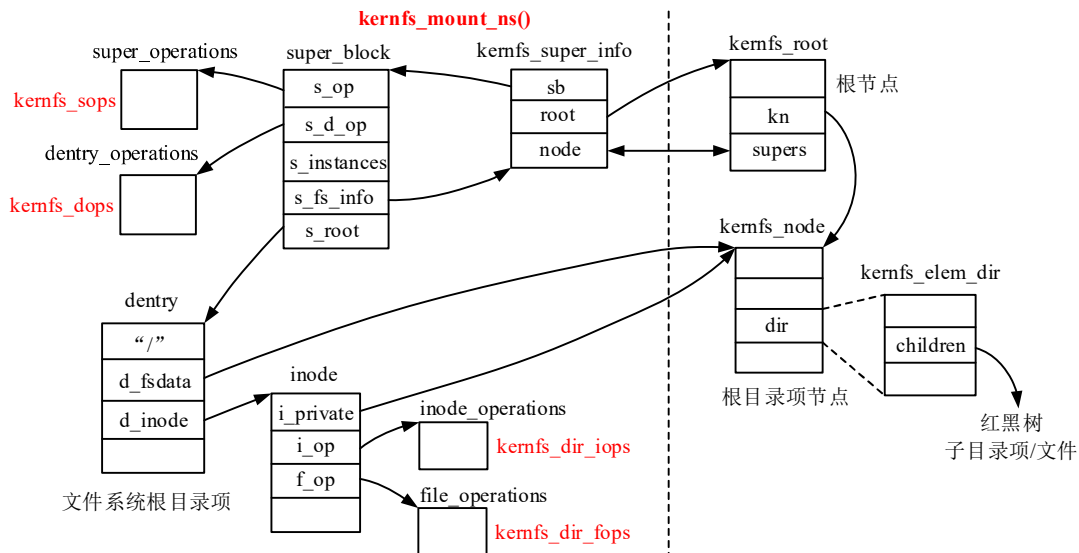 kernfs_mount_ns()
super_operations
kernfs_sops
dentry_operations
kernfs_dops
super_block
s_op
s_d_op
s_instances
s_fs_info
s_root
kernfs_super_info
sb
root
node
kernfs_root
根节点
kn
supers
kernfs_node
dir
根目录项节点
kernfs_elem_dir
children
红黑树
子目录项/文件
dentry
“/”
d_fsdata
d_inode
文件系统根目录项
inode
i_private
i_op
f_op
inode_operations
kernfs_dir_iops
file_operations
kernfs_dir_fops